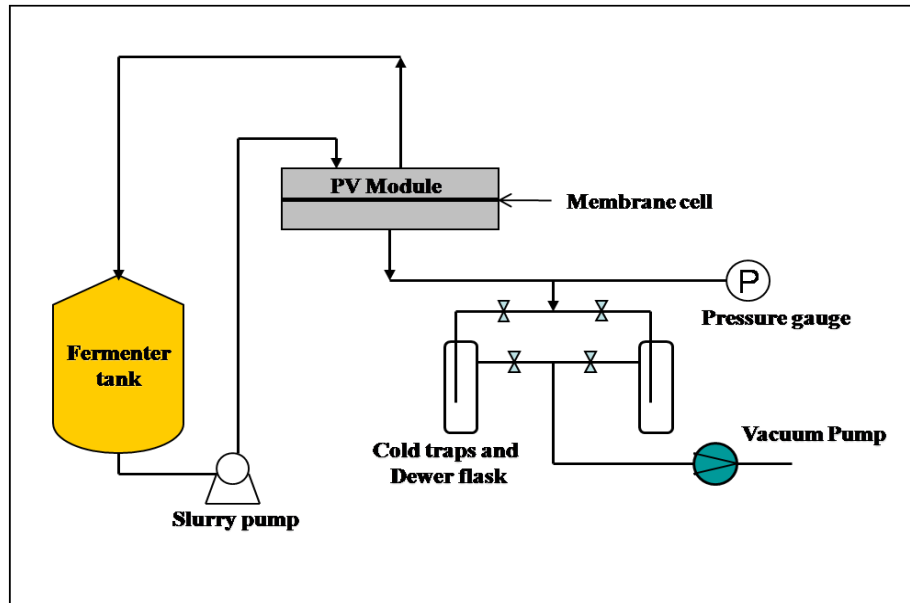 PV Module
Membrane cell
P
Pressure gauge
Fermenter
tank
Cold traps and
Dewer flask
Vacuum Pump
Slurry pump